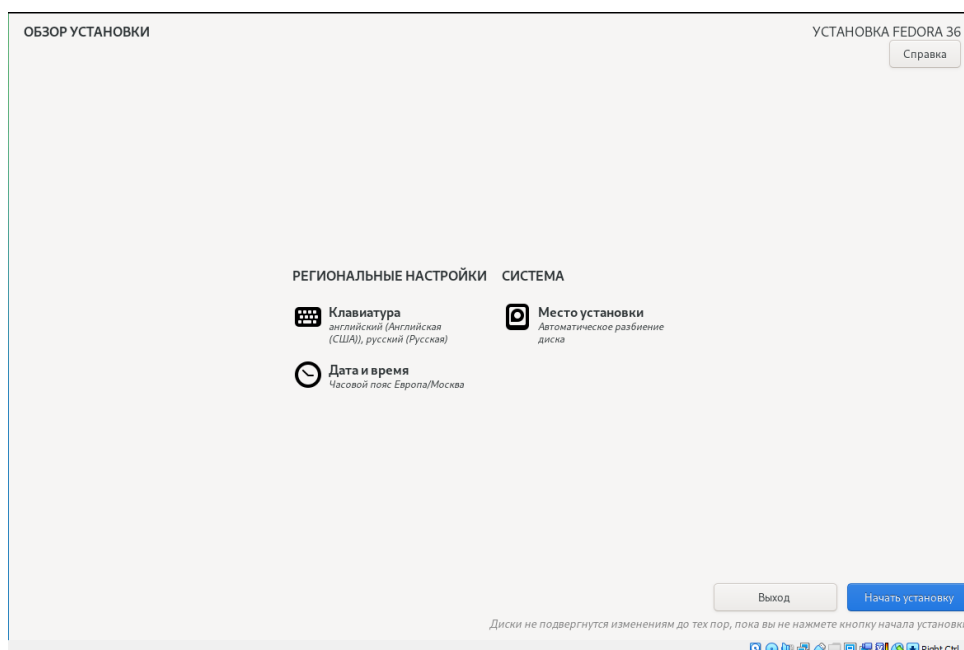 ОБЗОР УСТАНОВКИ
УСТАНОВКА FEDORA 36
Справка
РЕГИОНАЛЬНЫЕ НАСТРОЙКИ
СИСТЕМА
Клавиатура
английский (Английская
(США)), русский (Русская)
Место установки
Автоматическое разбиение
диска
Дата и время
Часовой пояс Европа/Москва
Выход
Начать установку
Диски не подвергнутся изменениям до тех пор, пока вы не нажмете кнопку начала установки
Right Ctrl